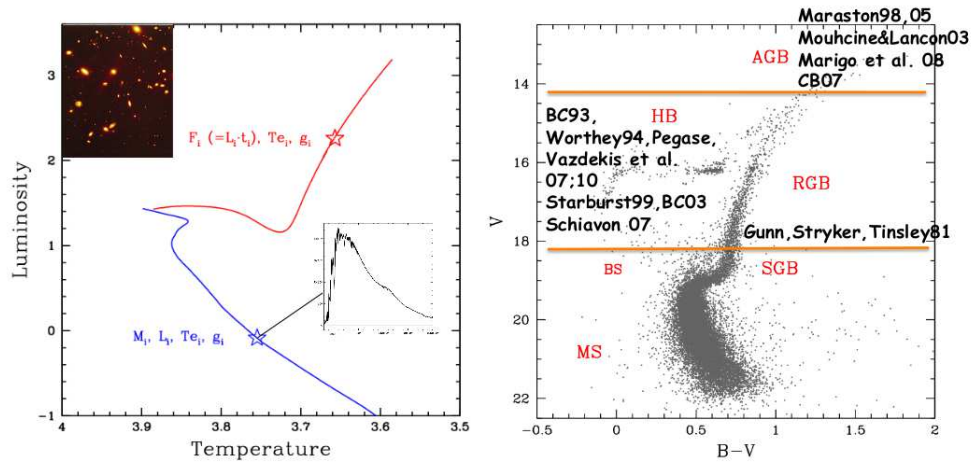 3
2
1
0
−1
Luminosity
4
3.9
3.8
3.7
3.6
3.5
Temperature
F_i (=L_i·t_i), Te_i, g_i
M_i, L_i, Te_i, g_i
14
16
18
20
22
V
−0.5
0
0.5
1
1.5
2
B−V
Maraston98,05
Mouhcine&Lancon03
Marigo et al. 08
CB07
AGB
BC93,
Worthey94,Pegase,
Vazdekis et al.
07;10
Starburst99,BC03
Schiavon 07
HB
RGB
Gunn,Stryker,Tinsley81
BS
SGB
MS